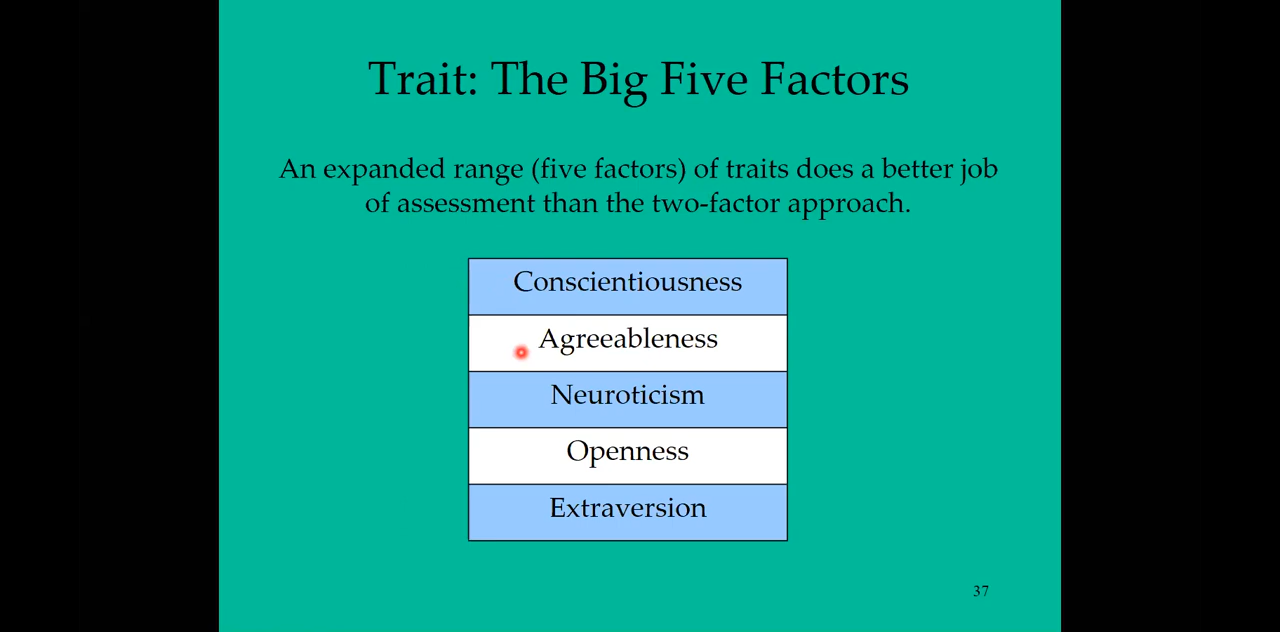 Trait: The Big Five Factors
An expanded range (five factors) of traits does a better job
of assessment than the two-factor approach.
Conscientiousness
Agreeableness
Neuroticism
Openness
Extraversion
37